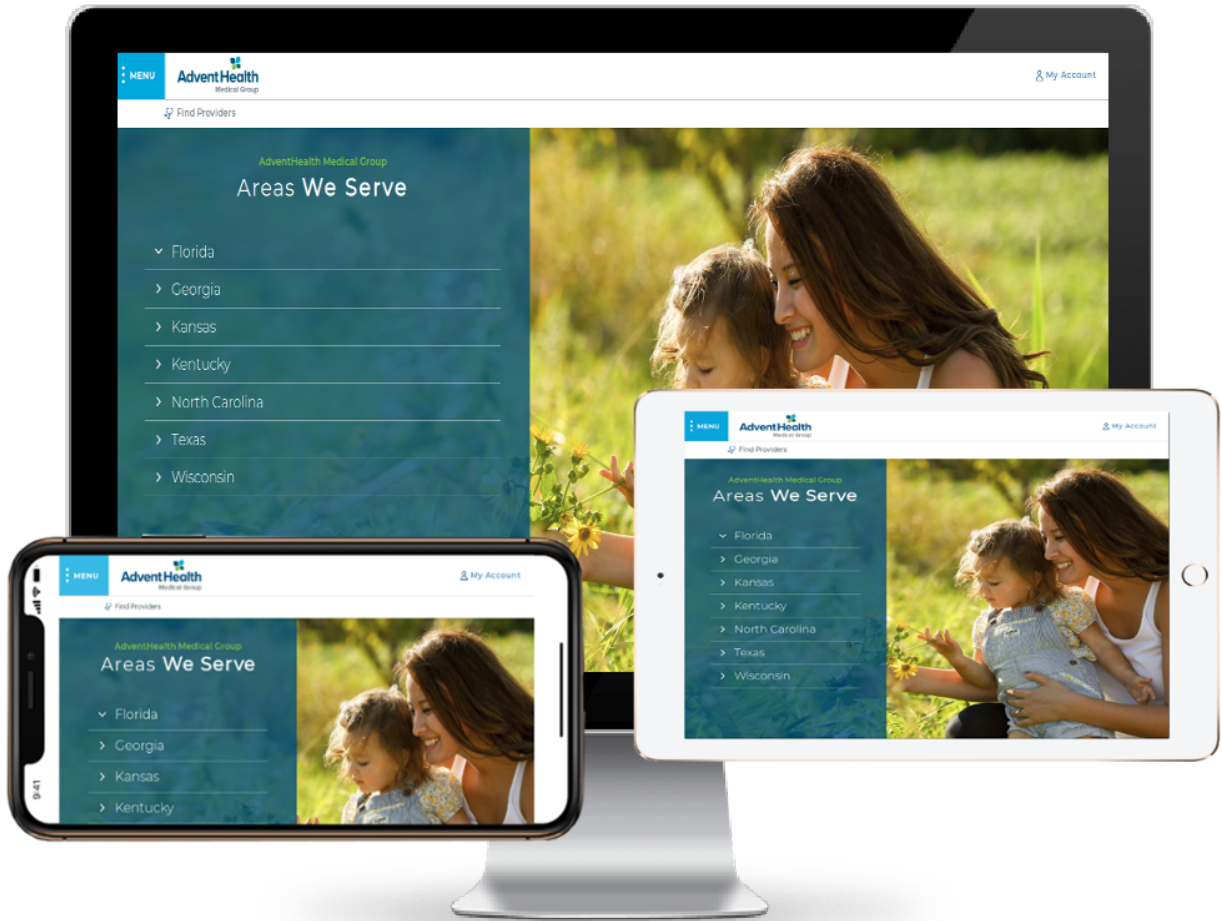 MENU
AdventHealth
Medical Group
My Account
Find Providers
AdventHealth Medical Group
Areas We Serve
Florida
Georgia
Kansas
Kentucky
North Carolina
Texas
Wisconsin
MENU
AdventHealth
Medical Group
My Account
Find Providers
AdventHealth Medical Group
Areas We Serve
Florida
Georgia
Kansas
Kentucky
North Carolina
Texas
Wisconsin
9:41
MENU
AdventHealth
Medical Group
My Account
Find Providers
AdventHealth Medical Group
Areas We Serve
Florida
Georgia
Kansas
Kentucky